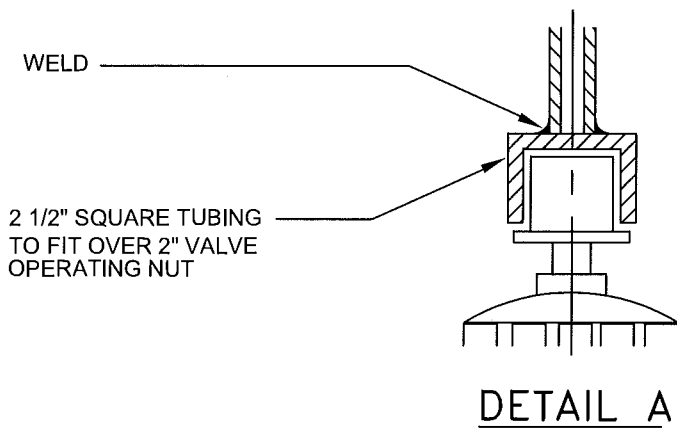 WELD
2 1/2" SQUARE TUBING
TO FIT OVER 2" VALVE
OPERATING NUT
DETAIL A